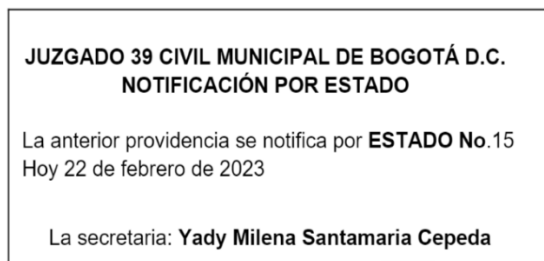 JUZGADO 39 CIVIL MUNICIPAL DE BOGOTÁ D.C.
NOTIFICACIÓN POR ESTADO
La anterior providencia se notifica por ESTADO No.15
Hoy 22 de febrero de 2023
La secretaria: Yady Milena Santamaria Cepeda